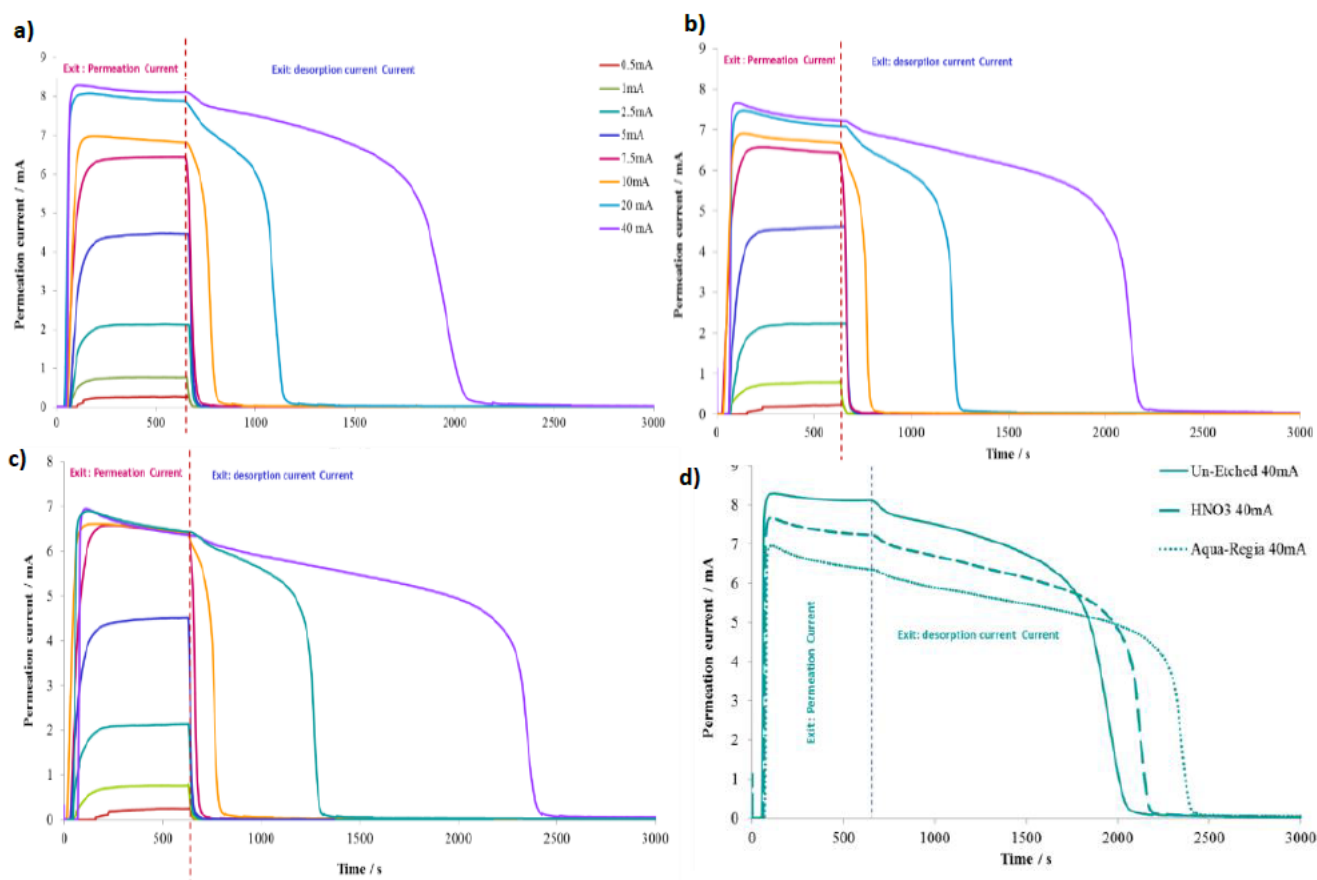 a)
Exit : Permeation Current
Exit: desorption current Current
0.5mA
1mA
2.5mA
5mA
7.5mA
10mA
20 mA
40 mA
Permeation current / mA
9
8
7
6
5
4
3
2
1
0
0
500
1000
1500
2000
2500
3000
b)
Exit : Permeation Current
Exit: desorption current Current
Permeation current / mA
9
8
7
6
5
4
3
2
1
0
0
500
1000
1500
2000
2500
3000
Time / s
c)
Exit : Permeation Current
Exit: desorption current Current
Permeation current / mA
8
7
6
5
4
3
2
1
0
0
500
1000
1500
2000
2500
3000
Time / s
d)
Un-Etched 40mA
HNO3 40mA
Aqua-Regia 40mA
Exit : Permeation Current
Exit: desorption current Current
Permeation current / mA
9
8
7
6
5
4
3
2
1
0
0
500
1000
1500
2000
2500
3000
Time / s